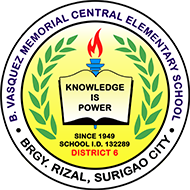 B. VASQUEZ MEMORIAL CENTRAL ELEMENTARY SCHOOL
KNOWLEDGE
IS
POWER
SINCE 1949
SCHOOL I.D. 132289
DISTRICT 6
BRGY. RIZAL, SURIGAO CITY